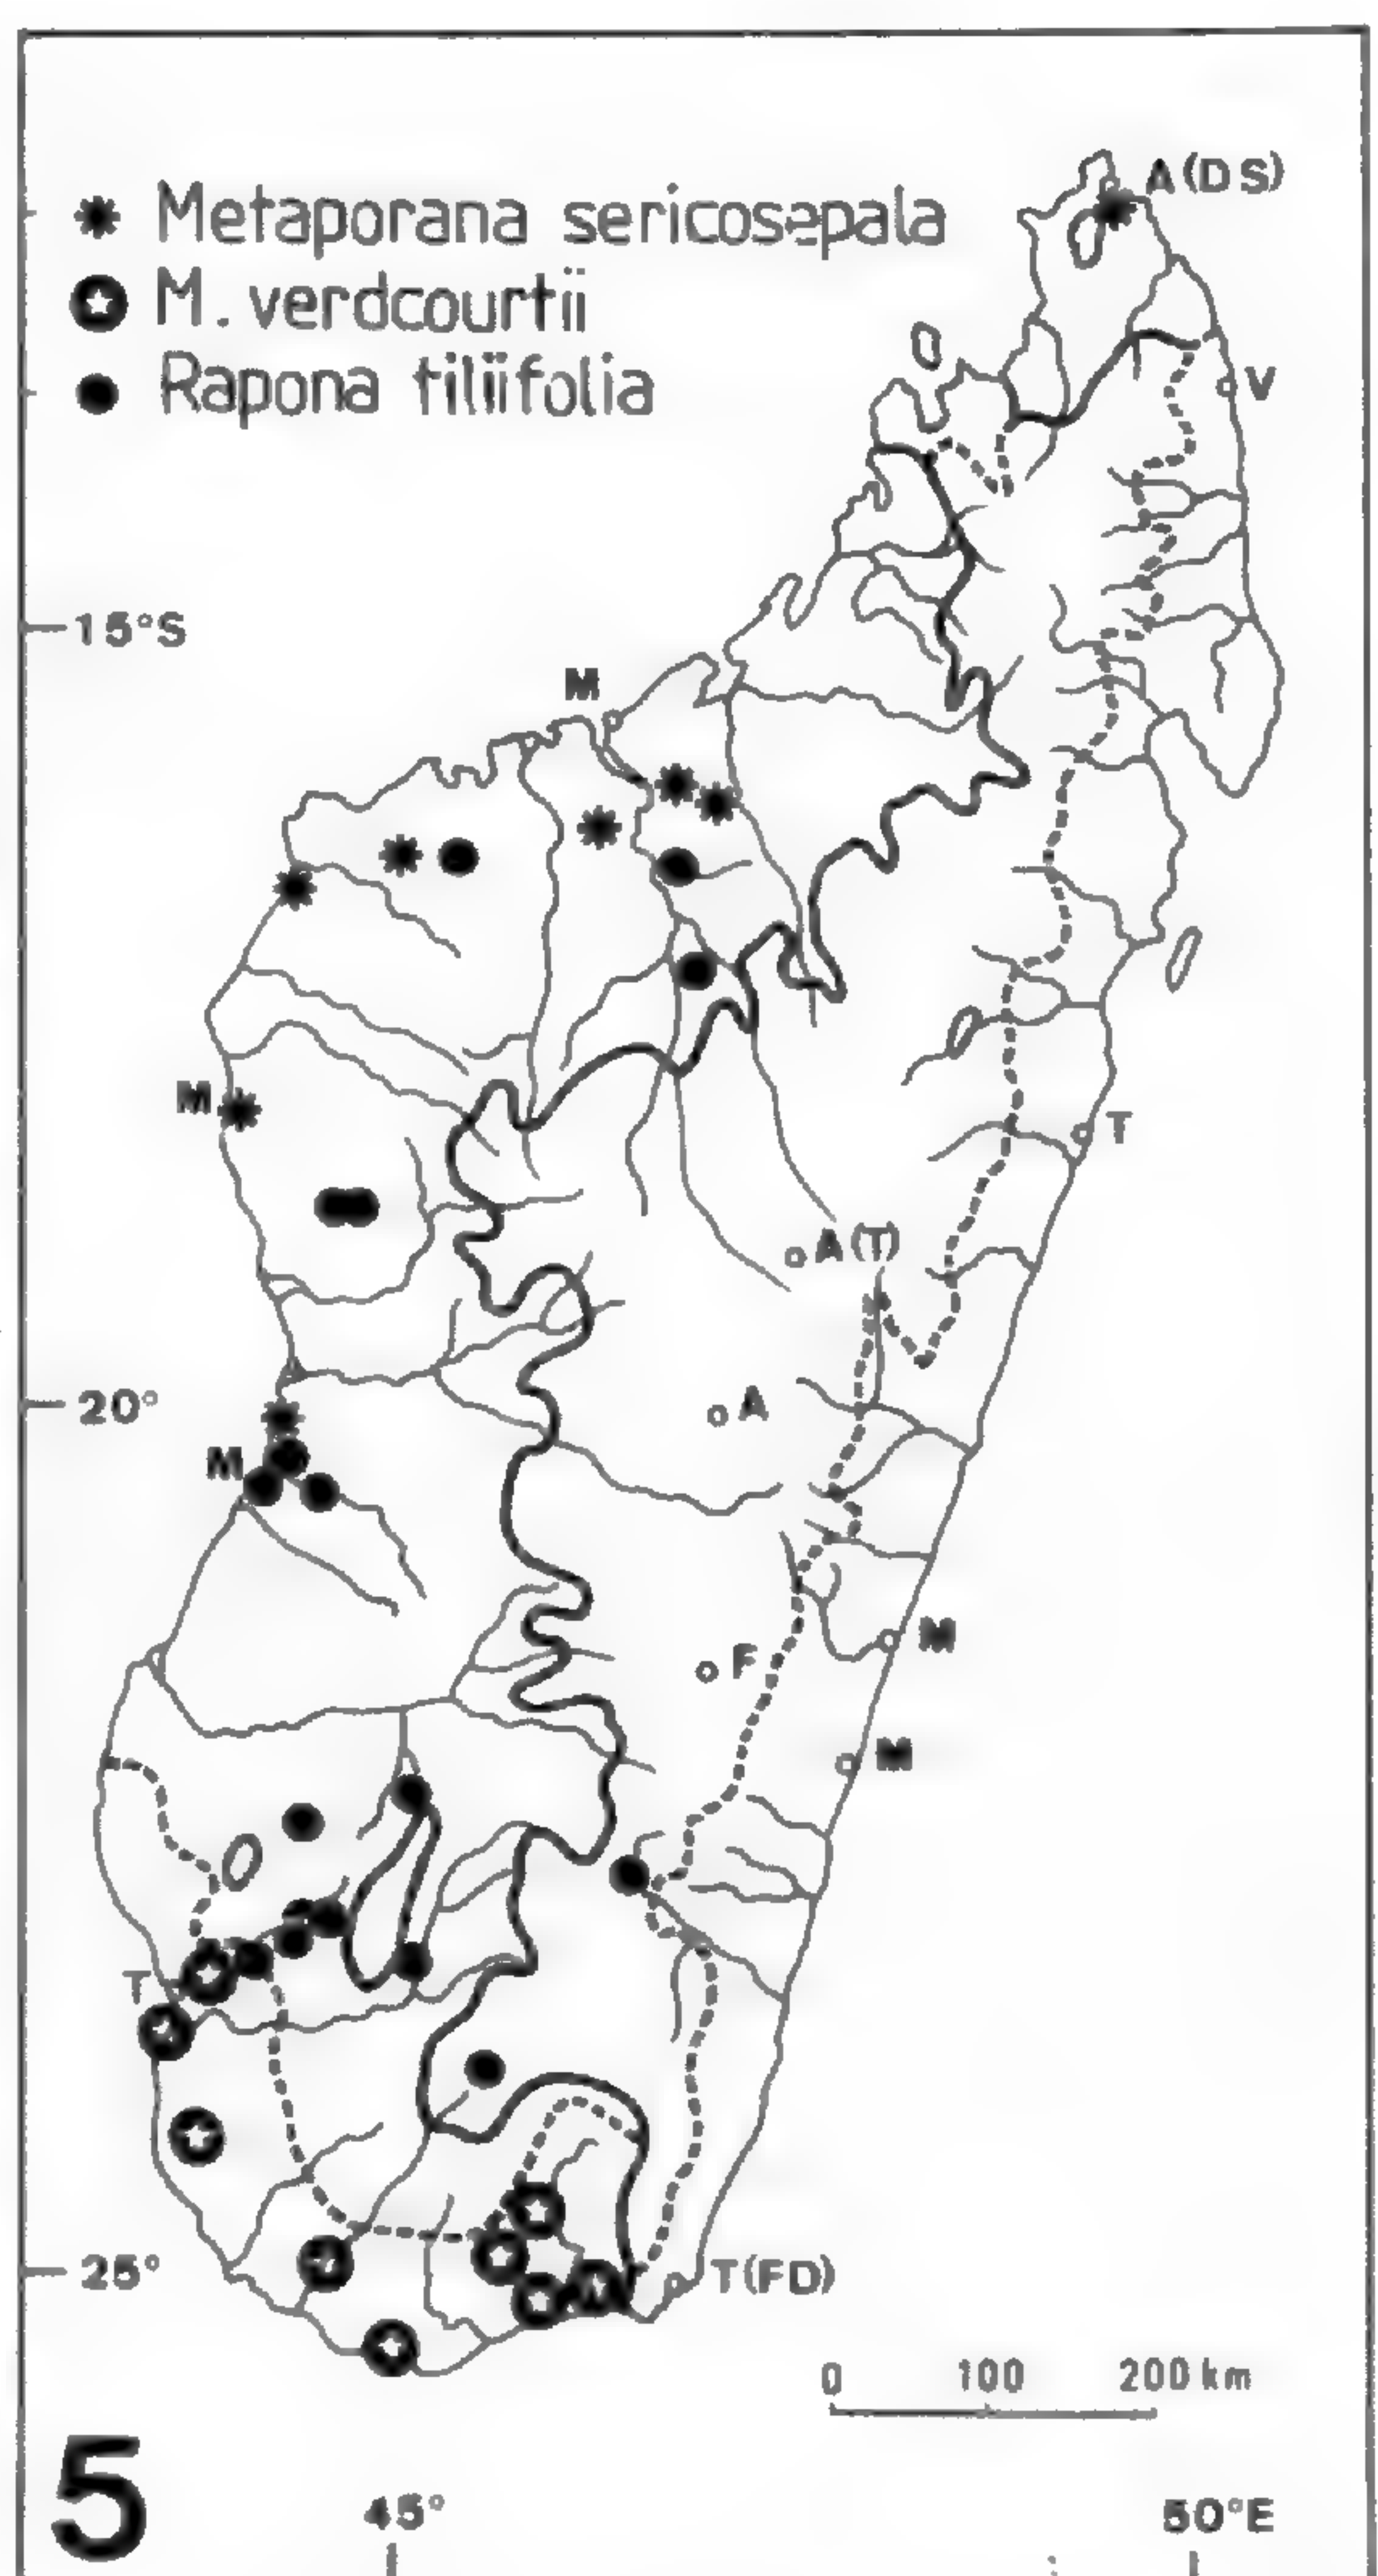 A(DS)
Metaporana sericosepala
M. verdcourtii
Rapona tiliifolia
V
15°S
M
M
T
A(T)
20°
A
M
M
F
M
T
25°
T(FD)
0 100 200 km
5
45°
50°E